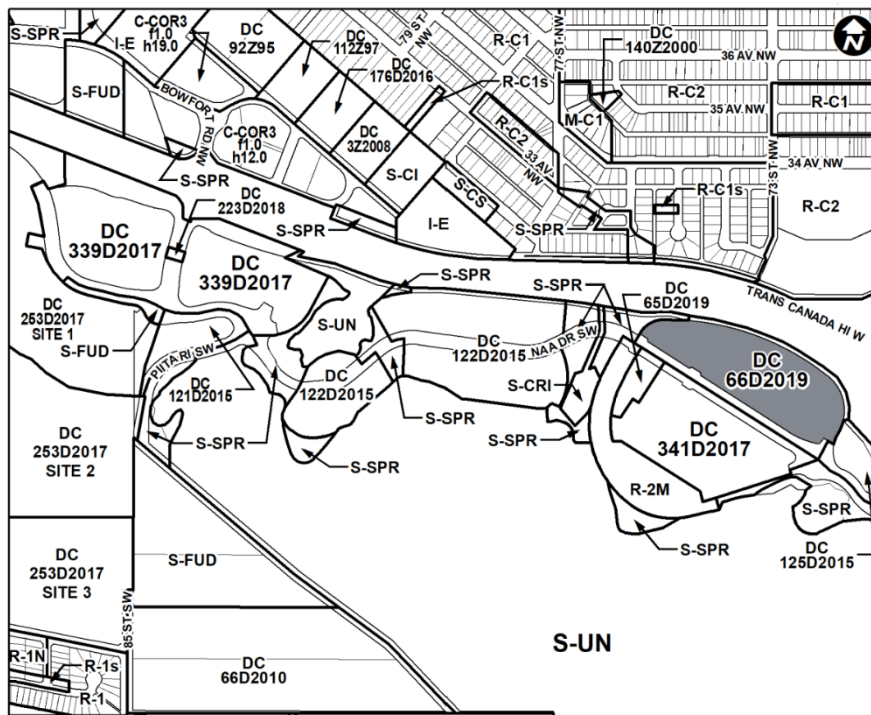 S-SPR
C-COR3
f1.0
h19.0
I-E
DC
92Z95
DC
112Z97
DC
176D2016
79 ST
NW
R-C1
R-C1s
77 ST NW
DC
140Z2000
36 AV NW
N
S-FUD
BOWFORT RD NW
C-COR3
f1.0
h12.0
DC
3Z2008
S-CI
R-C2
33 AV
NW
M-C1
R-C2
35 AV NW
R-C1
34 AV NW
73 ST NW
S-SPR
DC
223D2018
S-SPR
I-E
S-CS
S-SPR
R-C1s
R-C2
DC
339D2017
DC
339D2017
S-SPR
S-SPR
DC
65D2019
TRANS CANADA HI W
DC
253D2017
SITE 1
S-FUD
PIITA RI SW
S-UN
DC
122D2015
NAA DR SW
DC
66D2019
DC
121D2015
DC
122D2015
S-CRI
S-SPR
S-SPR
DC
341D2017
DC
253D2017
SITE 2
S-SPR
S-SPR
R-2M
S-SPR
S-SPR
DC
125D2015
DC
253D2017
SITE 3
S-FUD
85 ST SW
S-UN
R-1N
R-1s
R-1
DC
66D2010